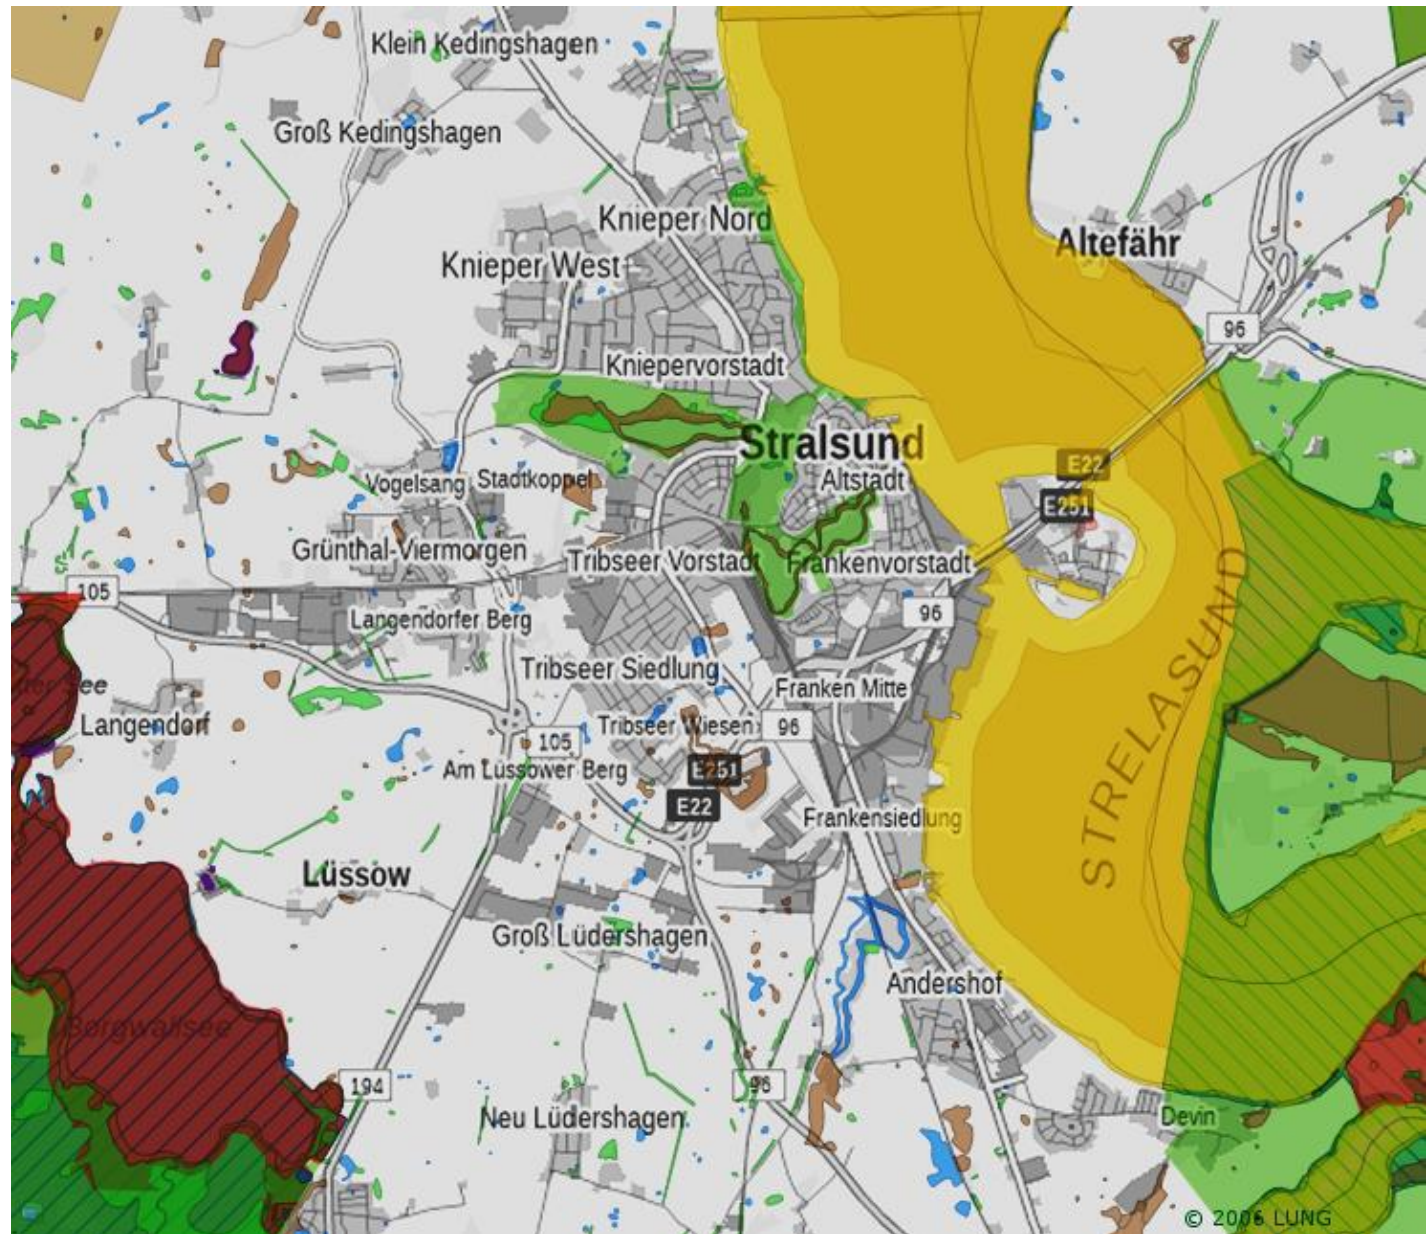 Klein Kedingshagen
Groß Kedingshagen
Knieper Nord
Altefähr
Knieper West
96
Kniepervorstadt
Stralsund
E22
Vogelsang
Stadtkoppel
Altstadt
E251
Grünthal-Viermorgen
Tribseer Vorstadt
Frankenvorstadt
105
96
Langendorfer Berg
STRELASUND
Tribseer Siedlung
Franken Mitte
Langendorf
Tribseer Wiesen
96
105
Am Lüssower Berg
E251
E22
Frankensiedlung
Lüssow
Groß Lüdershagen
Andershof
Borgwallsee
194
96
Neu Lüdershagen
Devin
© 2006 LUNG